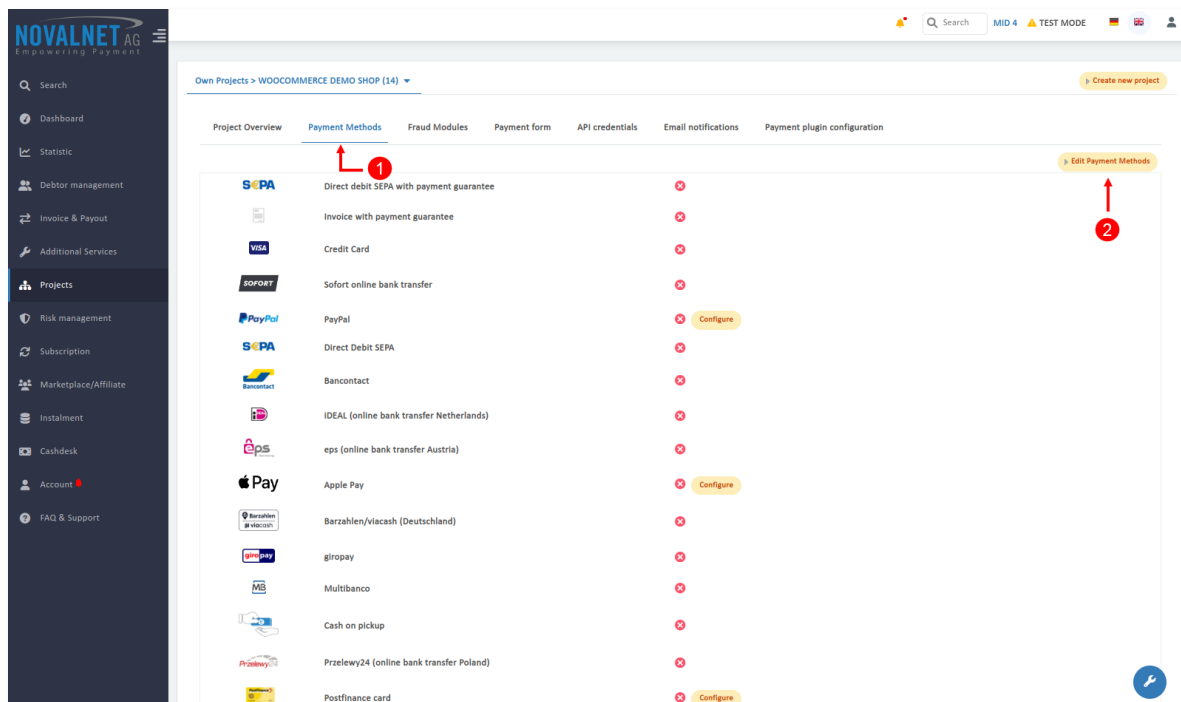 NOVALNET AG
Empowering Payment
Search
MID 4
TEST MODE
Search
Dashboard
Statistic
Debtor management
Invoice & Payout
Additional Services
Projects
Risk management
Subscription
Marketplace/Affiliate
Instalment
Cashdesk
Account
FAQ & Support
Own Projects > WOOCOMMERCE DEMO SHOP (14)
Create new project
Project Overview
Payment Methods
Fraud Modules
Payment form
API credentials
Email notifications
Payment plugin configuration
1
Edit Payment Methods
2
SEPA
Direct debit SEPA with payment guarantee
Invoice with payment guarantee
VISA
Credit Card
SOFORT
Sofort online bank transfer
PayPal
PayPal
Configure
SEPA
Direct Debit SEPA
Bancontact
Bancontact
iDEAL (online bank transfer Netherlands)
eps
eps (online bank transfer Austria)
Pay
Apple Pay
Configure
Barzahlen
viacash
Barzahlen/viacash (Deutschland)
giropay
giropay
MB
Multibanco
Cash on pickup
Przelewy24
Przelewy24 (online bank transfer Poland)
PostFinance
Postfinance card
Configure